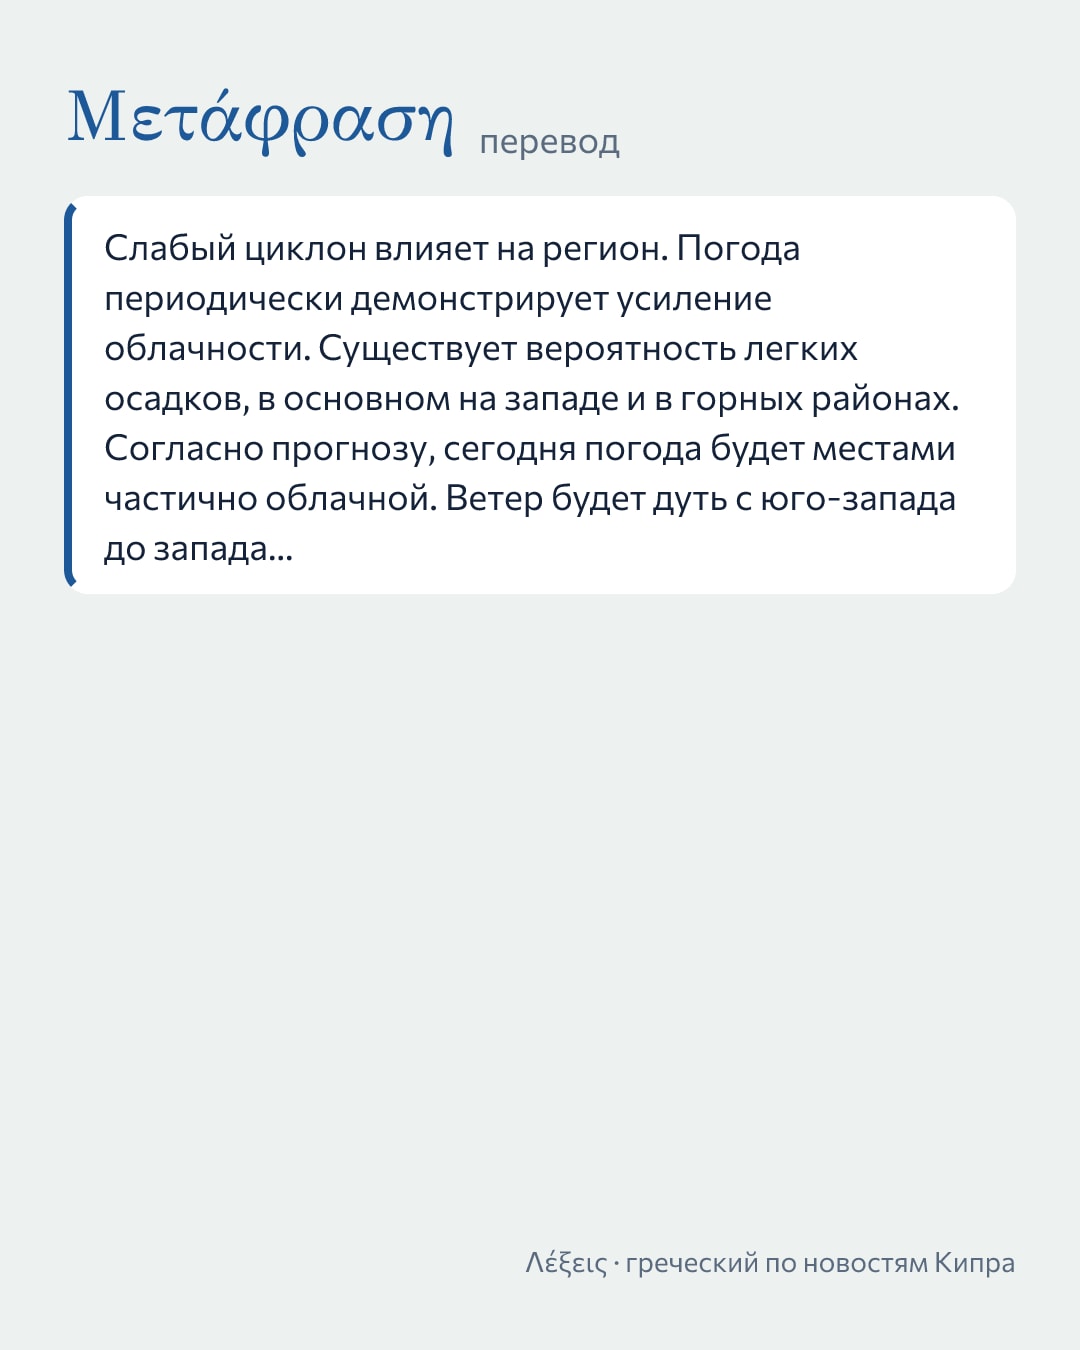 Μετάφραση перевод
Слабый циклон влияет на регион. Погода
периодически демонстрирует усиление
облачности. Существует вероятность легких
осадков, в основном на западе и в горных районах.
Согласно прогнозу, сегодня погода будет местами
частично облачной. Ветер будет дуть с юго-запада
до запада...
Λέξεις · греческий по новостям Кипра